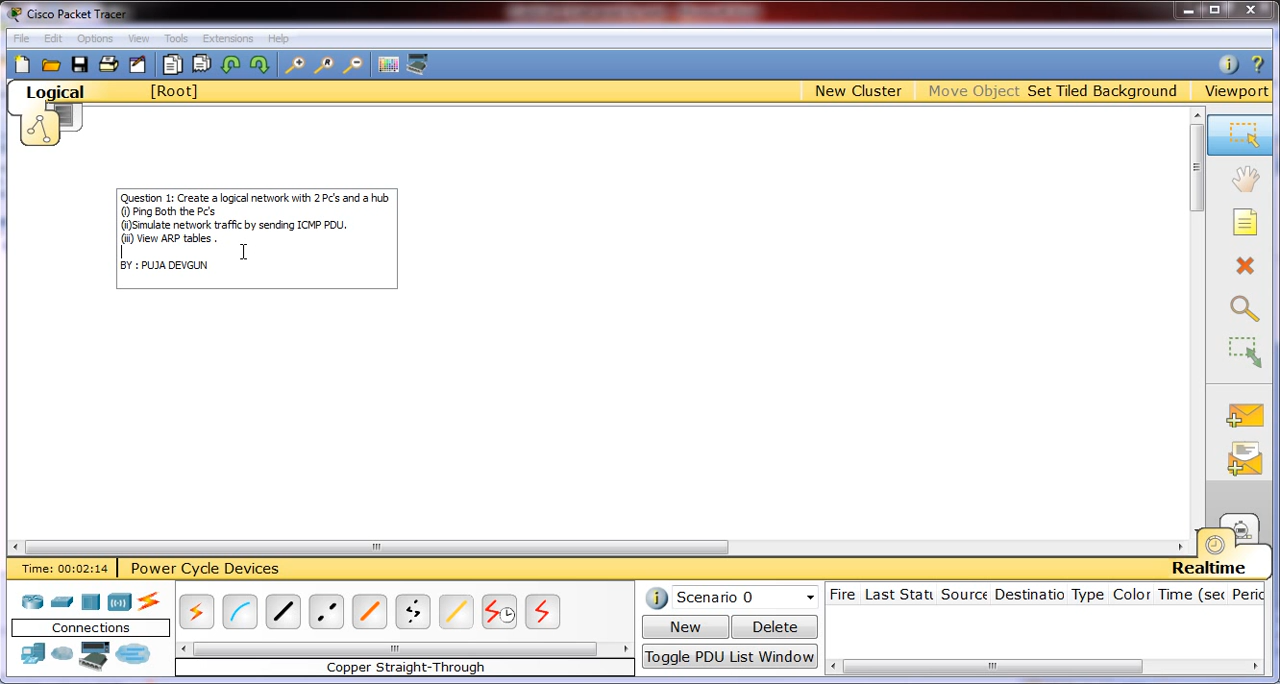 Cisco Packet Tracer
File Edit Options View Tools Extensions Help
Logical [Root] New Cluster Move Object Set Tiled Background Viewport
Question 1: Create a logical network with 2 Pc's and a hub
(i) Ping Both the Pc's
(ii)Simulate network traffic by sending ICMP PDU.
(iii) View ARP tables .
BY : PUJA DEVGUN
Realtime
Time: 00:02:14 Power Cycle Devices
Scenario 0
Fire Last Statu Source Destinatio Type Color Time (sec Perio
Connections
New Delete
Toggle PDU List Window
Copper Straight-Through